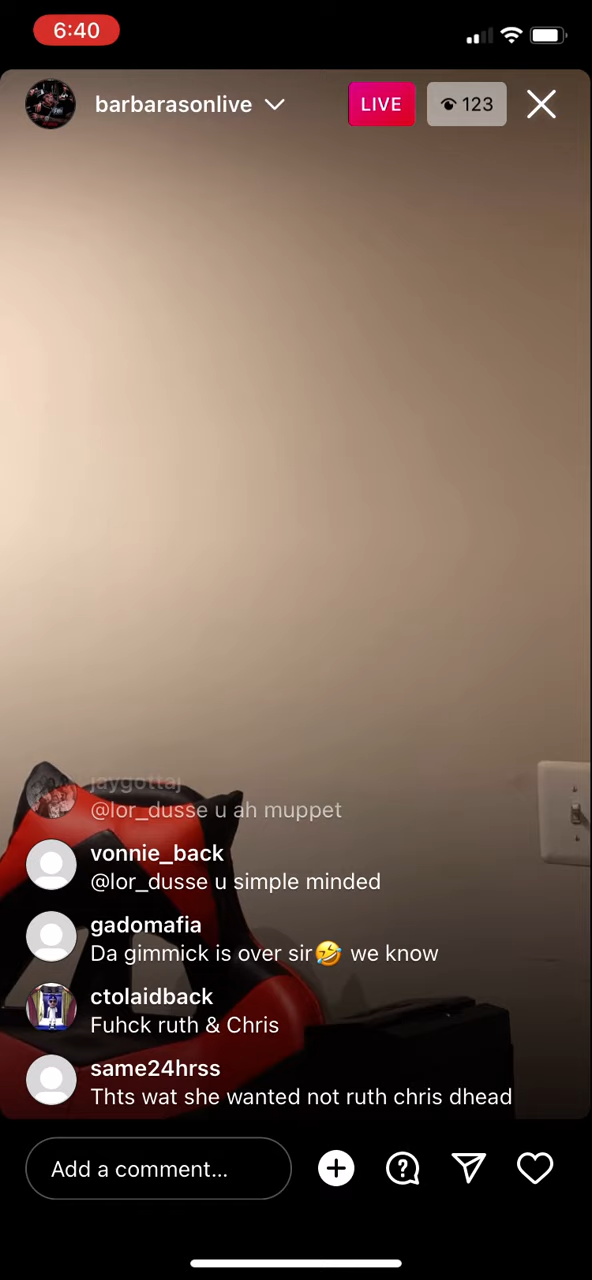 6:40
barbarasonlive
LIVE
123
jaygottaj
@lor_dusse u ah muppet
vonnie_back
@lor_dusse u simple minded
gadomafia
Da gimmick is over sir🤣 we know
ctolaidback
Fuhck ruth & Chris
same24hrss
Thts wat she wanted not ruth chris dhead
Add a comment...